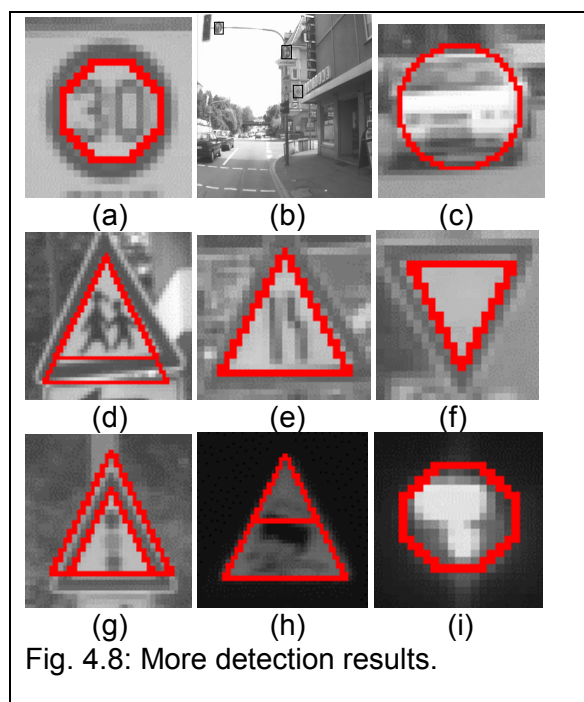 30
(a) (b) (c)
(d) (e) (f)
(g) (h) (i)
Fig. 4.8: More detection results.